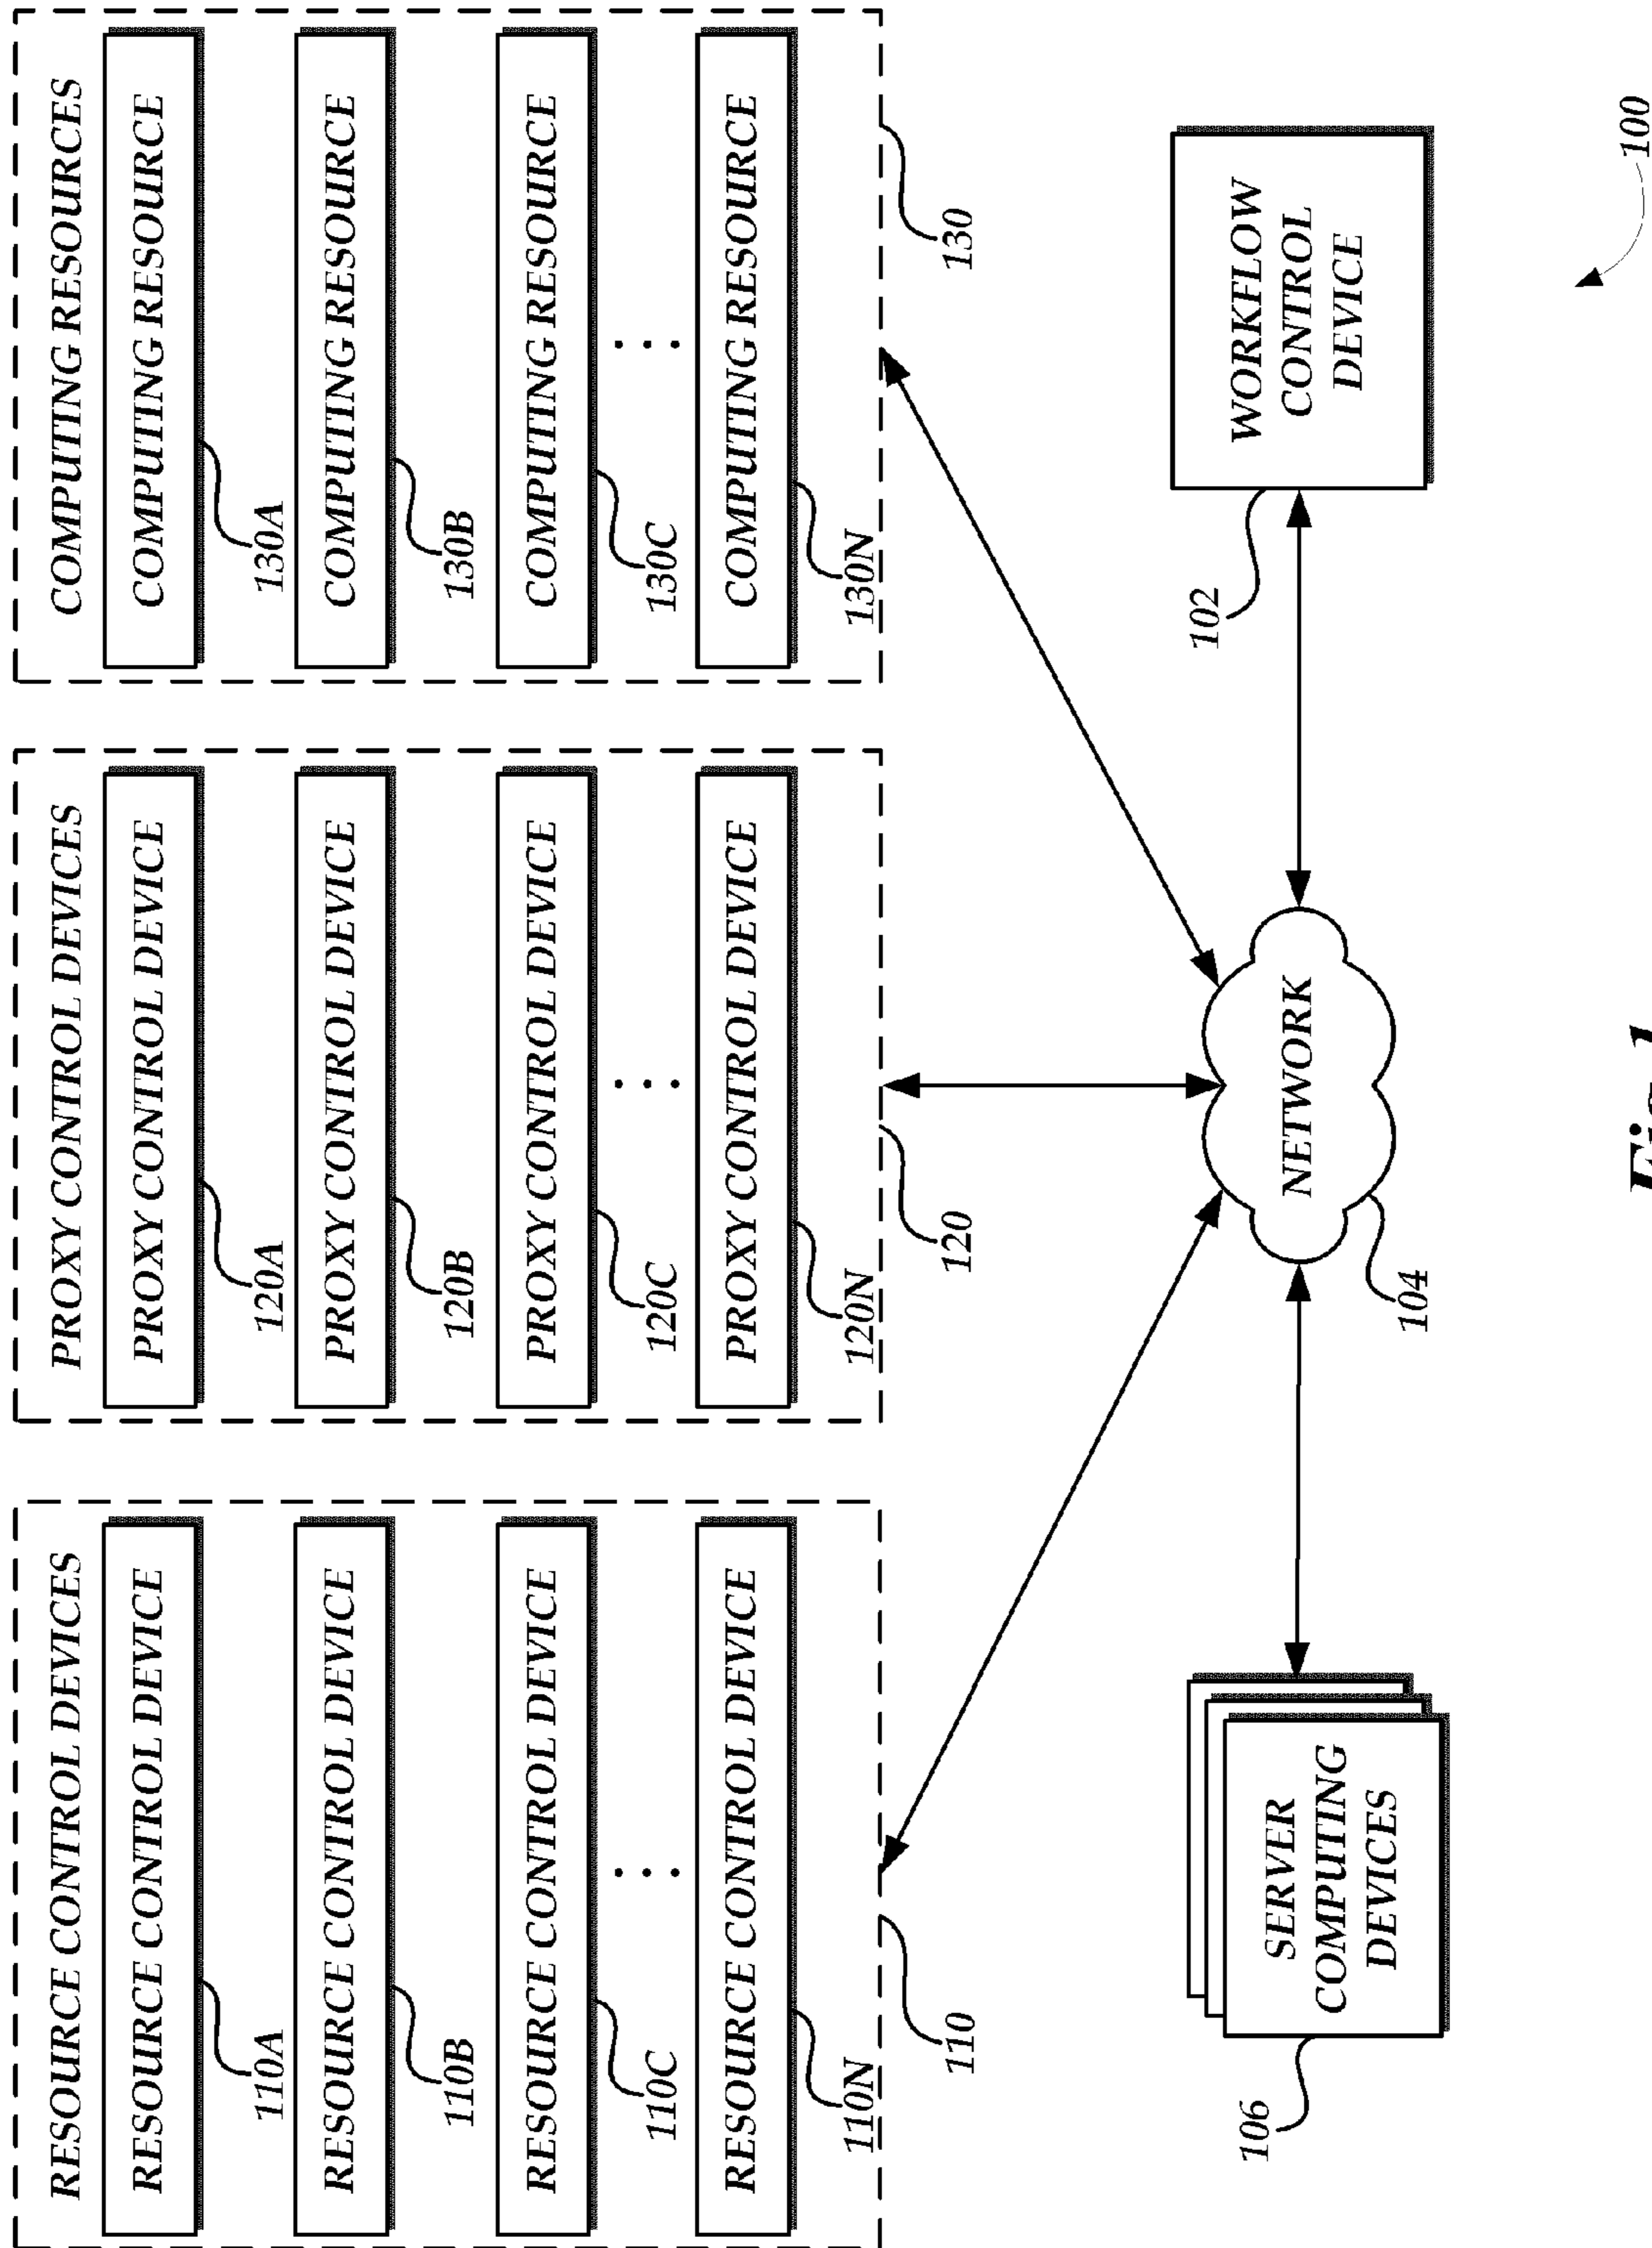 RESOURCE CONTROL DEVICES
RESOURCE CONTROL DEVICE
110A
RESOURCE CONTROL DEVICE
110B
RESOURCE CONTROL DEVICE
110C
RESOURCE CONTROL DEVICE
110N
110
PROXY CONTROL DEVICES
PROXY CONTROL DEVICE
120A
PROXY CONTROL DEVICE
120B
PROXY CONTROL DEVICE
120C
PROXY CONTROL DEVICE
120N
120
COMPUTING RESOURCES
COMPUTING RESOURCE
130A
COMPUTING RESOURCE
130B
COMPUTING RESOURCE
130C
COMPUTING RESOURCE
130N
130
106
SERVER
COMPUTING
DEVICES
NETWORK
104
102
WORKFLOW
CONTROL
DEVICE
100